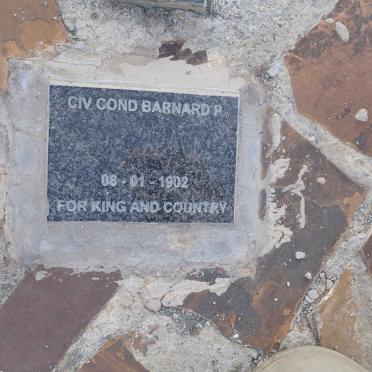 CIV COND BARNARD P.
08 - 01 - 1902
FOR KING AND COUNTRY